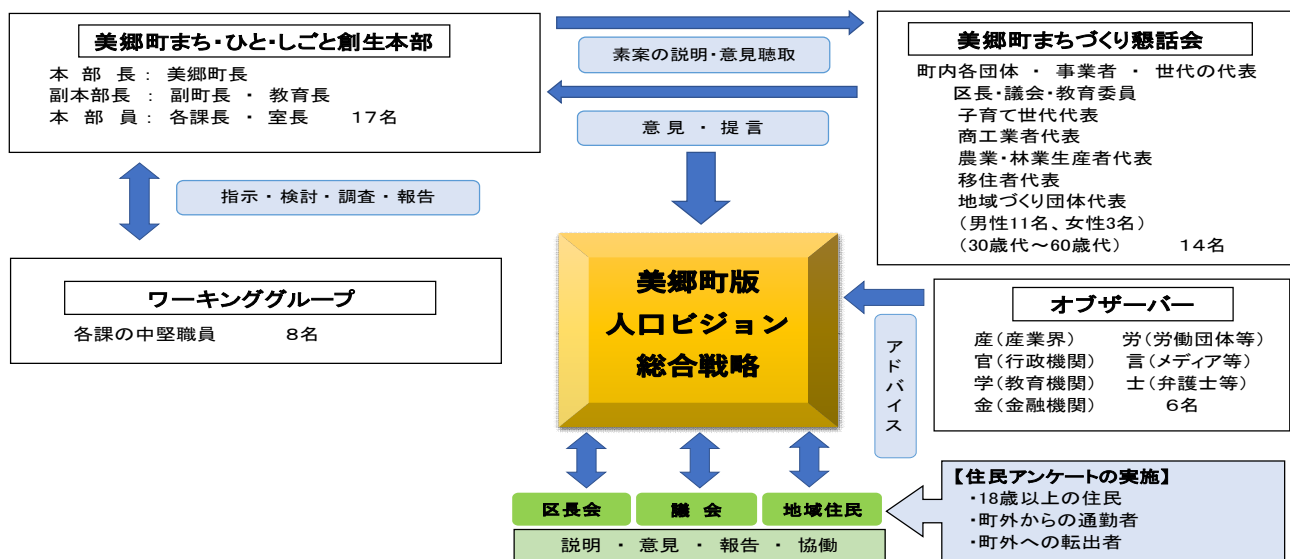 美郷町まち・ひと・しごと創生本部
本 部 長 : 美郷町長
副本部長 : 副町長 ・ 教育長
本 部 員 : 各課長 ・ 室長 17名
素案の説明・意見聴取
意 見 ・ 提 言
美郷町まちづくり懇話会
町内各団体 ・ 事業者 ・ 世代の代表
区長・議会・教育委員
子育て世代代表
商工業者代表
農業・林業生産者代表
移住者代表
地域づくり団体代表
(男性11名、女性3名)
(30歳代~60歳代) 14名
指示・検討・調査・報告
ワーキンググループ
各課の中堅職員 8名
美郷町版
人口ビジョン
総合戦略
アドバイス
オブザーバー
産(産業界) 労(労働団体等)
官(行政機関) 言(メディア等)
学(教育機関) 士(弁護士等)
金(金融機関) 6名
区長会 議 会 地域住民
説明 ・ 意見 ・ 報告 ・ 協働
【住民アンケートの実施】
・18歳以上の住民
・町外からの通勤者
・町外への転出者